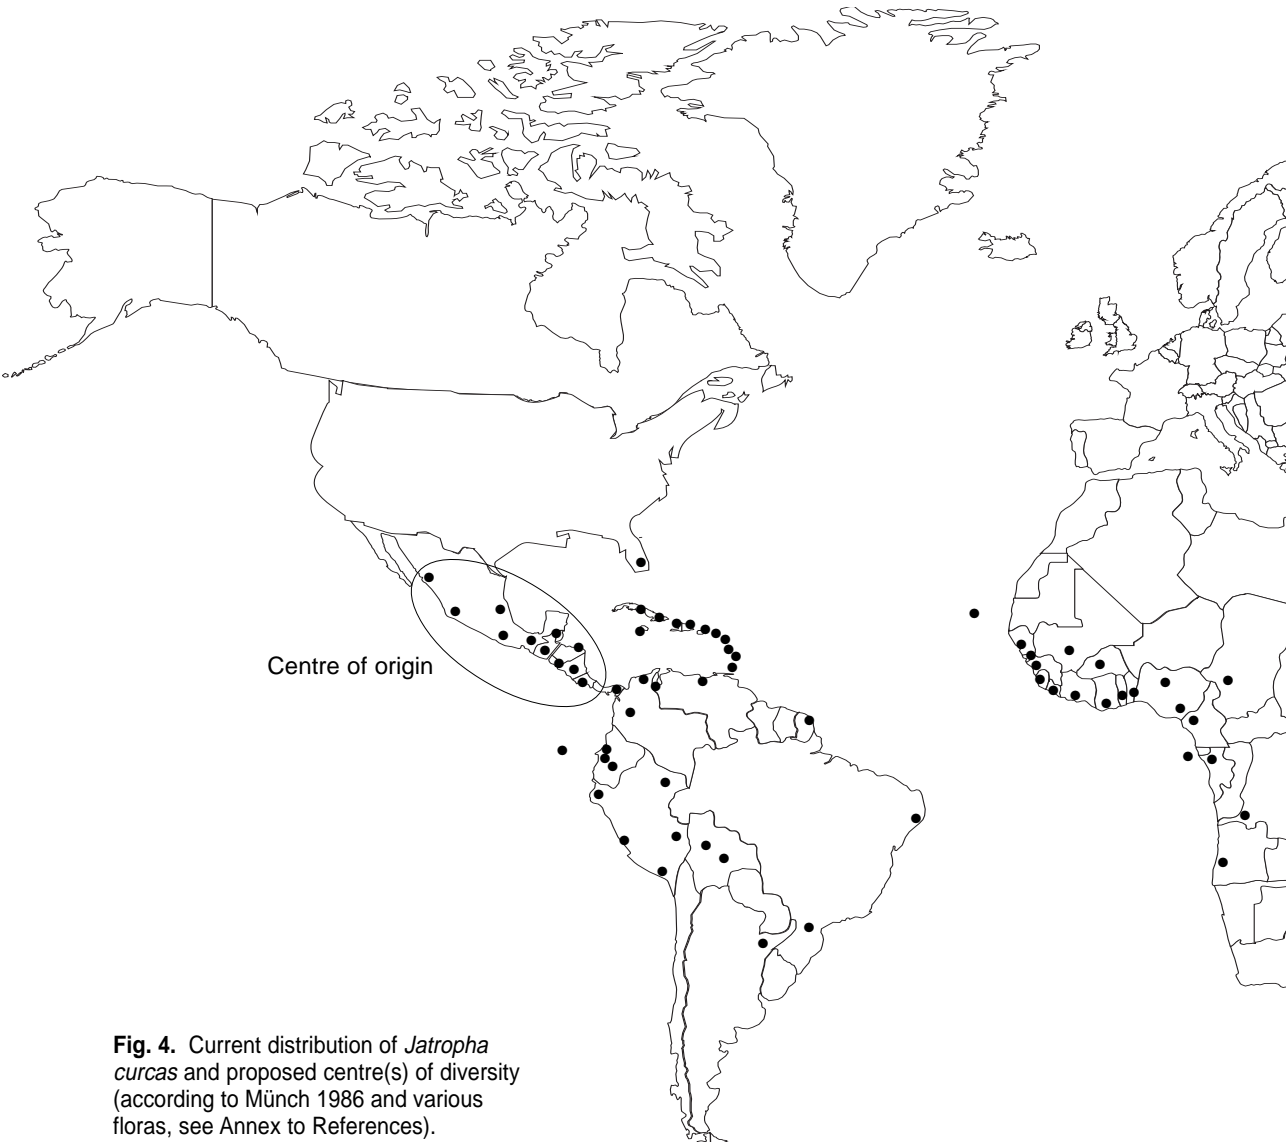 Centre of origin
Fig. 4. Current distribution of Jatropha
curcas and proposed centre(s) of diversity
(according to Münch 1986 and various
floras, see Annex to References).